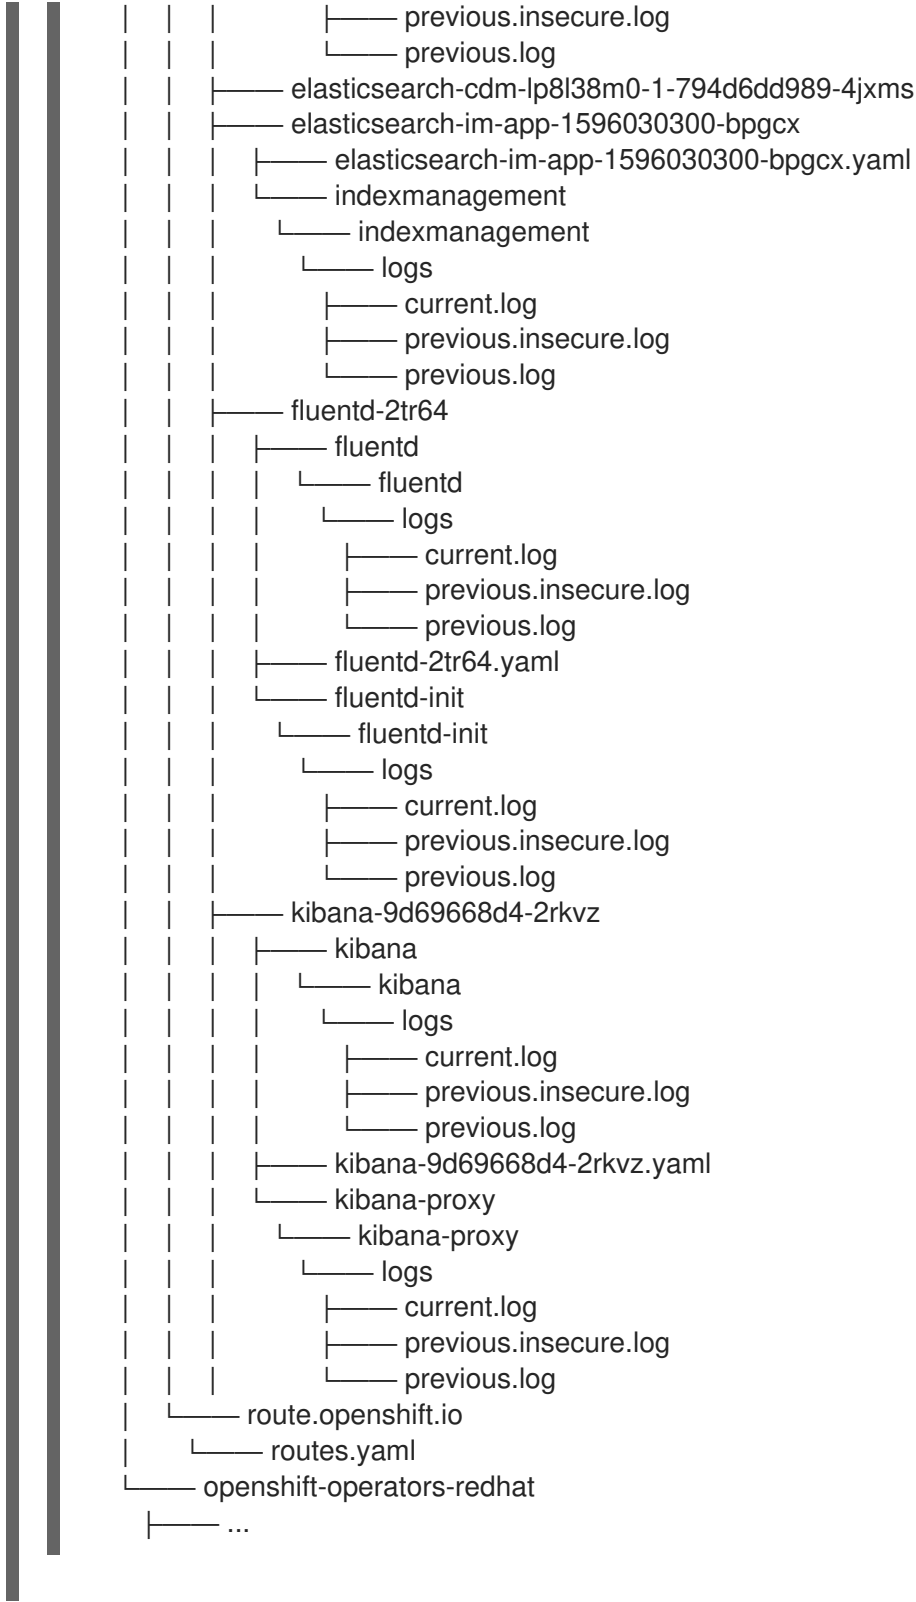 │ │ │ ├── previous.insecure.log
│ │ │ └── previous.log
│ │ ├── elasticsearch-cdm-lp8l38m0-1-794d6dd989-4jxms
│ │ ├── elasticsearch-im-app-1596030300-bpgcx
│ │ │ ├── elasticsearch-im-app-1596030300-bpgcx.yaml
│ │ │ └── indexmanagement
│ │ │ └── indexmanagement
│ │ │ └── logs
│ │ │ ├── current.log
│ │ │ ├── previous.insecure.log
│ │ │ └── previous.log
│ │ ├── fluentd-2tr64
│ │ │ ├── fluentd
│ │ │ │ └── fluentd
│ │ │ │ └── logs
│ │ │ │ ├── current.log
│ │ │ │ ├── previous.insecure.log
│ │ │ │ └── previous.log
│ │ │ ├── fluentd-2tr64.yaml
│ │ │ └── fluentd-init
│ │ │ └── fluentd-init
│ │ │ └── logs
│ │ │ ├── current.log
│ │ │ ├── previous.insecure.log
│ │ │ └── previous.log
│ │ ├── kibana-9d69668d4-2rkvz
│ │ │ ├── kibana
│ │ │ │ └── kibana
│ │ │ │ └── logs
│ │ │ │ ├── current.log
│ │ │ │ ├── previous.insecure.log
│ │ │ │ └── previous.log
│ │ │ ├── kibana-9d69668d4-2rkvz.yaml
│ │ │ └── kibana-proxy
│ │ │ └── kibana-proxy
│ │ │ └── logs
│ │ │ ├── current.log
│ │ │ ├── previous.insecure.log
│ │ │ └── previous.log
│ └── route.openshift.io
│ └── routes.yaml
└── openshift-operators-redhat
├── ...